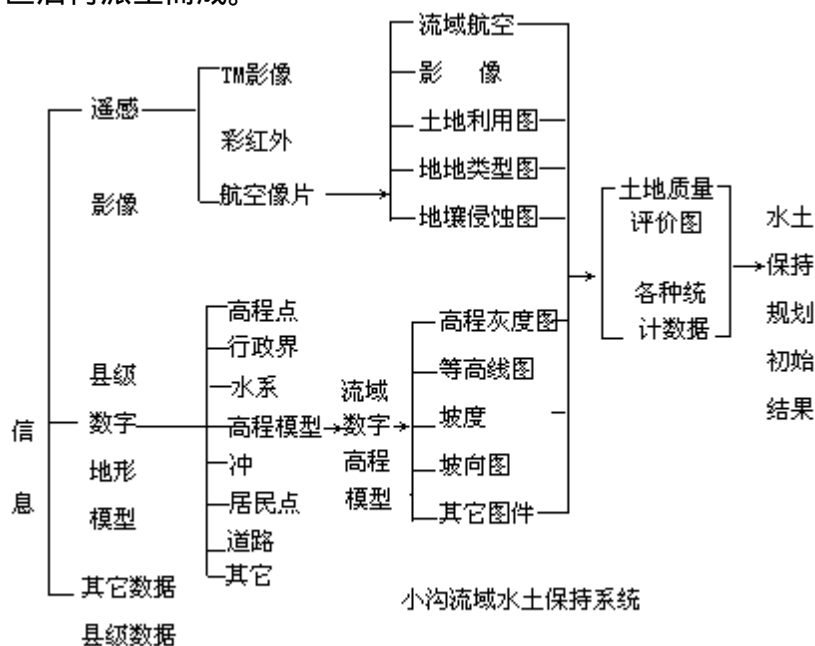 流域航空
影 像
土地利用图
地地类型图
地壤侵蚀图
TM影像
彩红外
航空像片
遥感
影像
土地质量
评价图
各种统
计数据
水土
保持
规划
初始
结果
高程点
行政界
水系
高程模型
冲
居民点
道路
其它
流域
数字
高程
模型
高程灰度图
等高线图
坡度
坡向图
其它图件
县级
数字
地形
模型
信
息
其它数据
县级数据
小沟流域水土保持系统